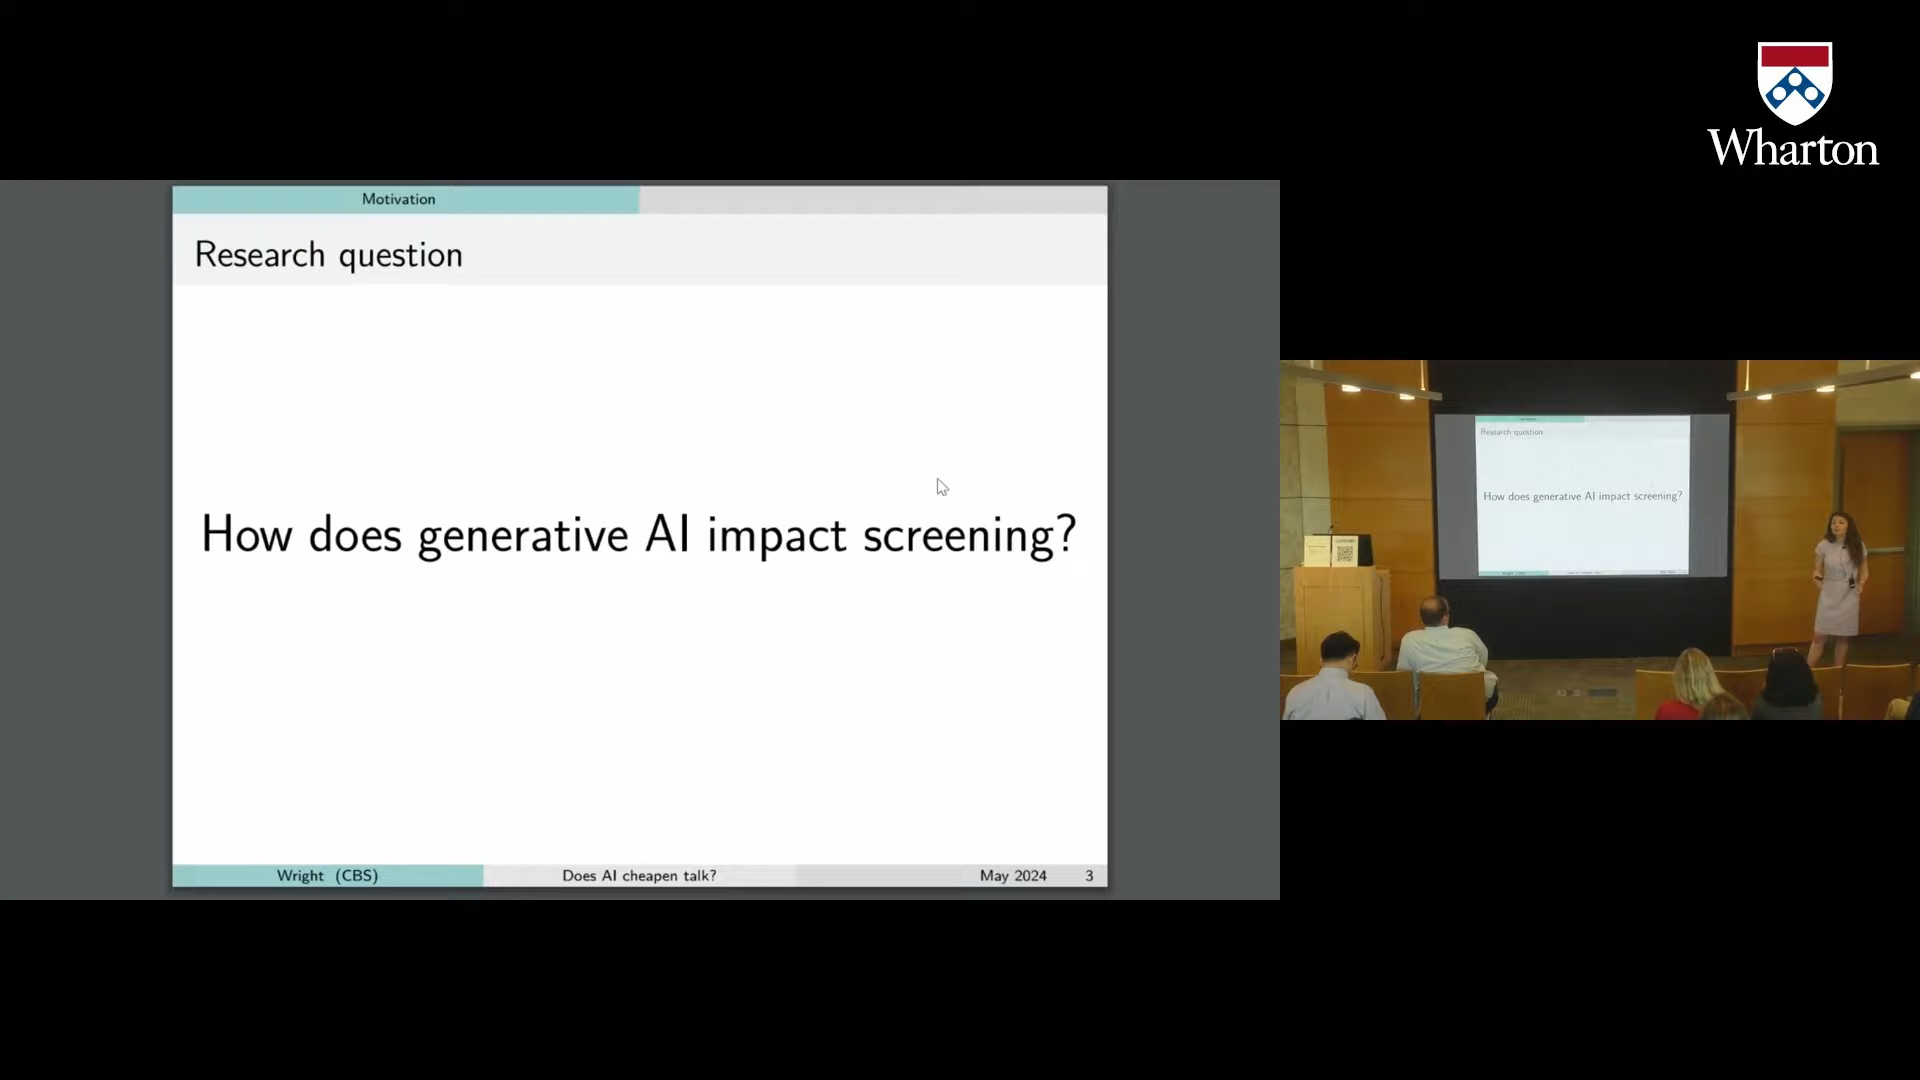 Wharton
Motivation
Research question
How does generative AI impact screening?
Wright (CBS)
Does AI cheapen talk?
May 2024
3
Research question
How does generative AI impact screening?